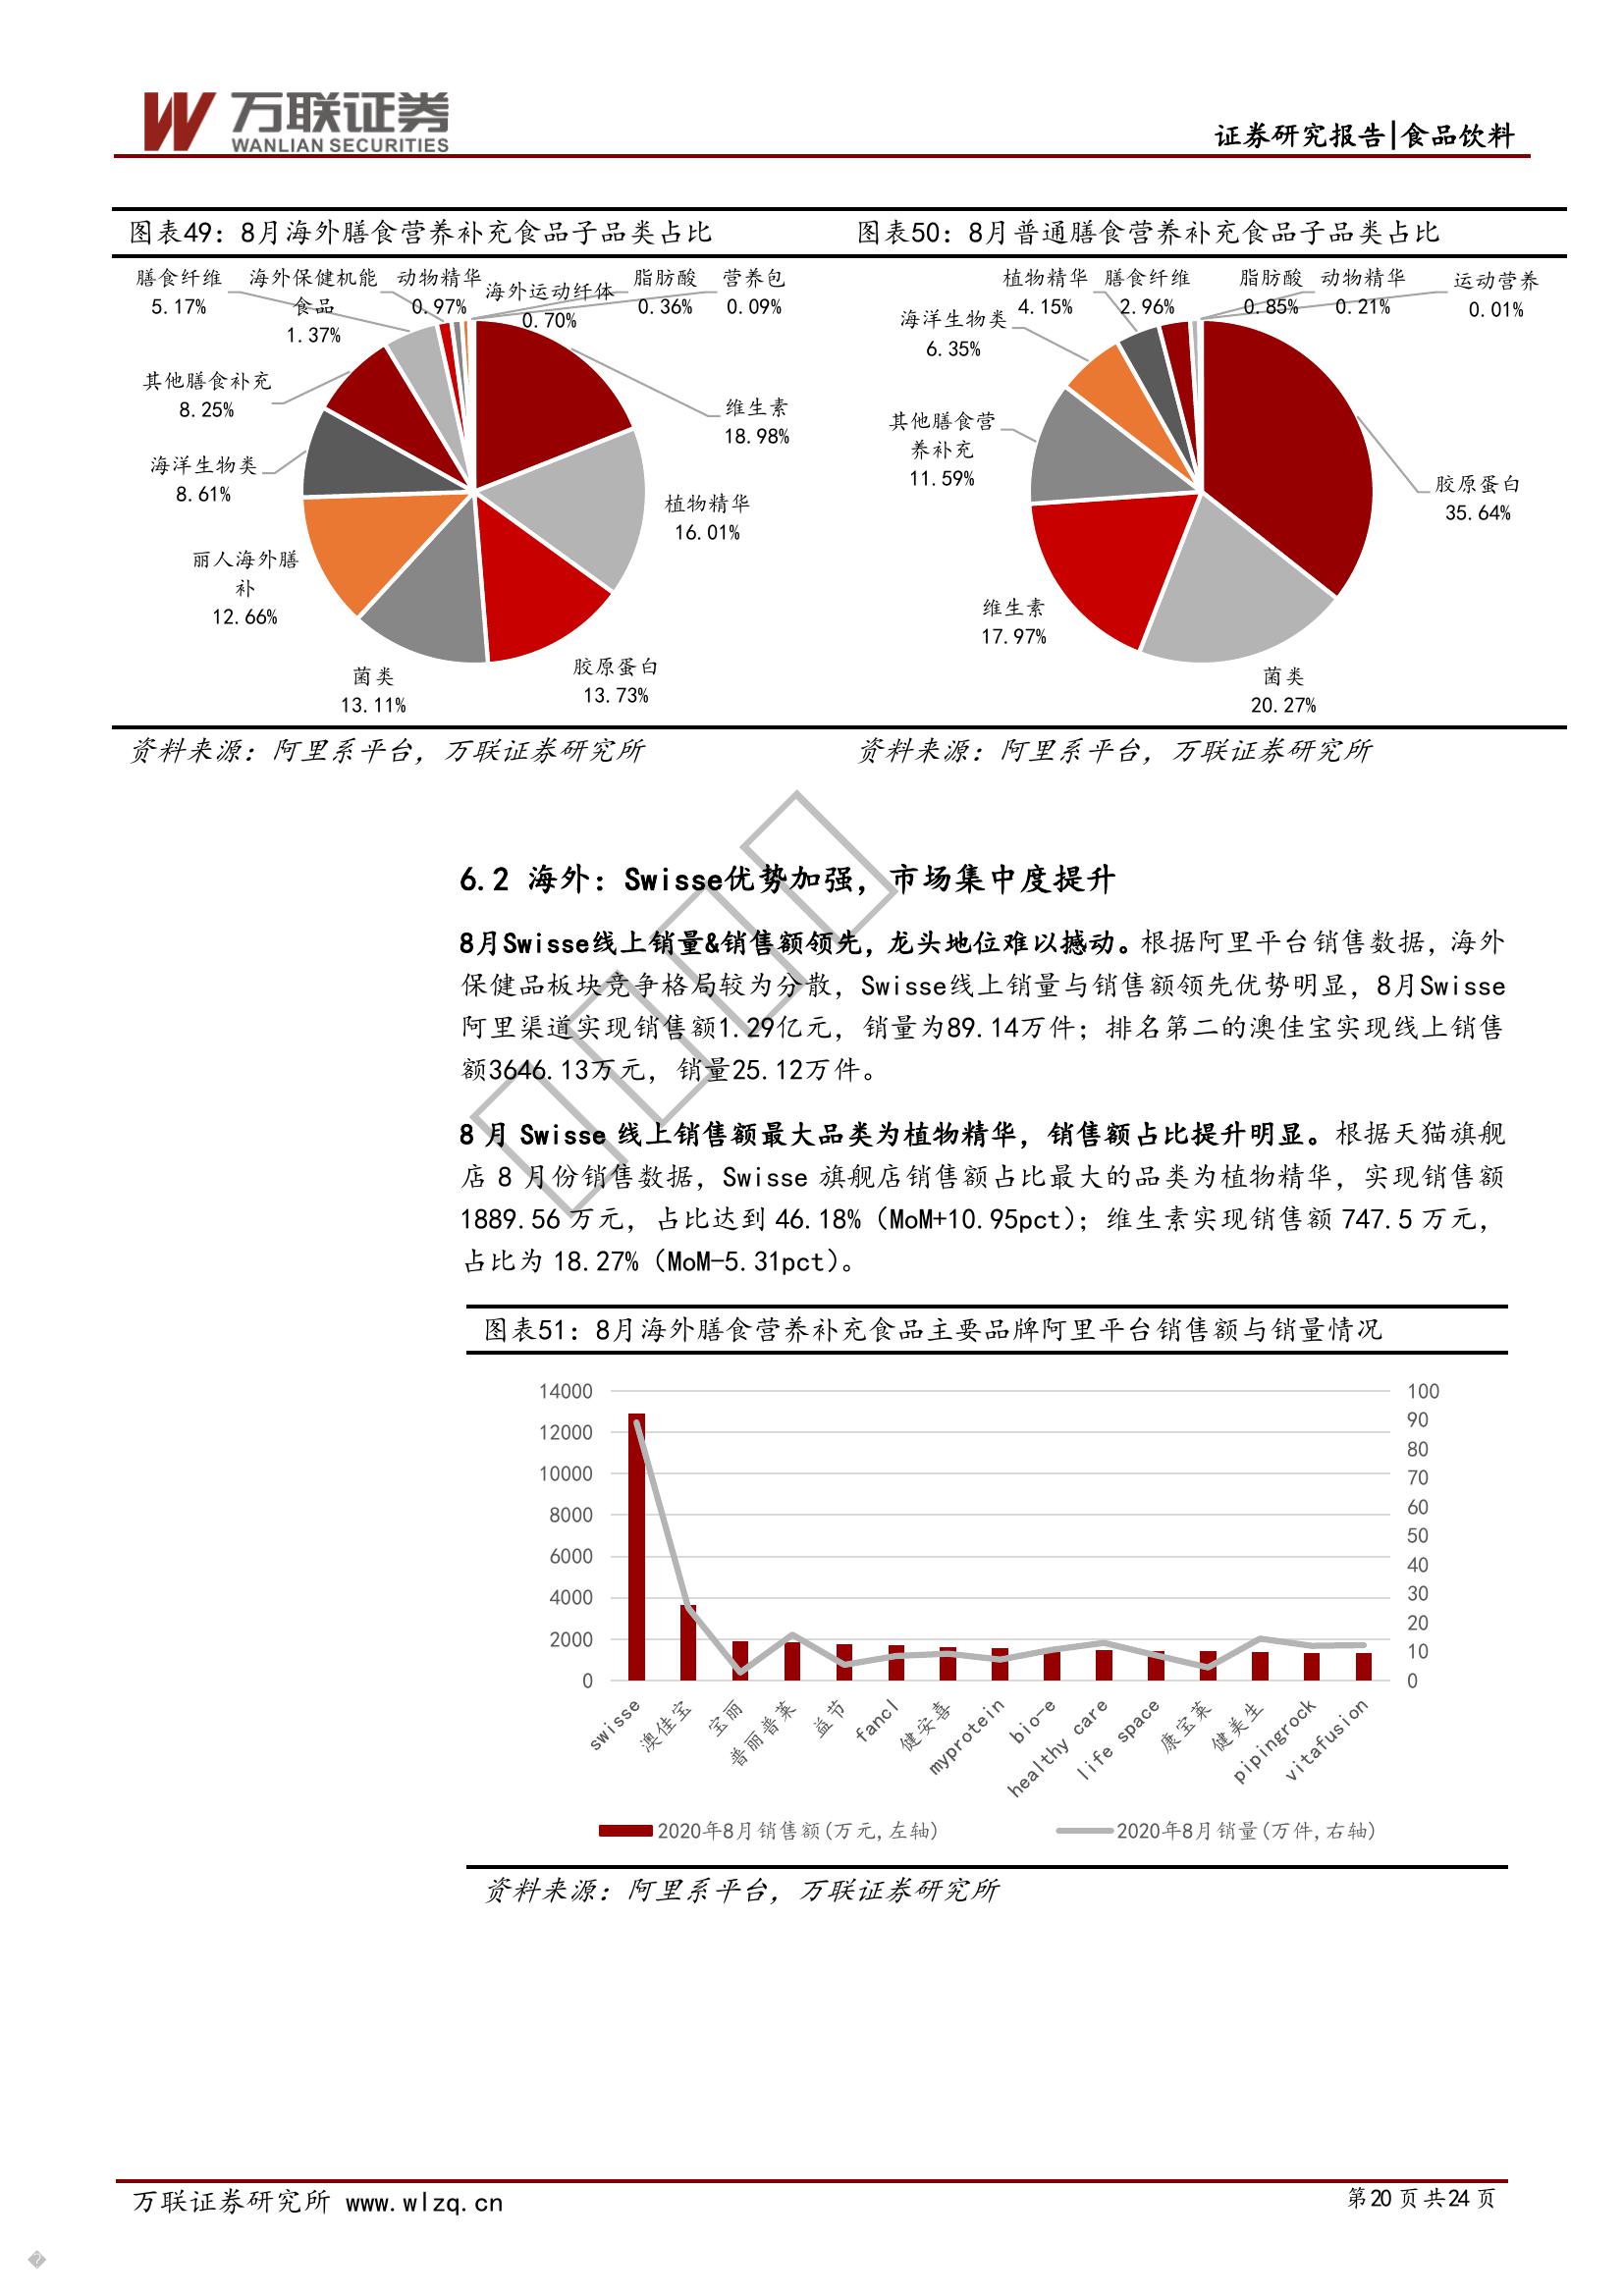 万联证券
WANLIAN SECURITIES
证券研究报告|食品饮料
图表49：8月海外膳食营养补充食品子品类占比
膳食纤维
5.17%
海外保健机能
食品
1.37%
动物精华
0.97%
海外运动纤体
0.70%
脂肪酸
0.36%
营养包
0.09%
其他膳食补充
8.25%
维生素
18.98%
海洋生物类
8.61%
植物精华
16.01%
丽人海外膳
补
12.66%
菌类
13.11%
胶原蛋白
13.73%
资料来源：阿里系平台，万联证券研究所
图表50：8月普通膳食营养补充食品子品类占比
植物精华
4.15%
膳食纤维
2.96%
脂肪酸
0.85%
动物精华
0.21%
运动营养
0.01%
海洋生物类
6.35%
其他膳食营
养补充
11.59%
胶原蛋白
35.64%
维生素
17.97%
菌类
20.27%
资料来源：阿里系平台，万联证券研究所
6.2 海外：Swisse优势加强，市场集中度提升
8月Swisse线上销量&销售额领先，龙头地位难以撼动。根据阿里平台销售数据，海外
保健品板块竞争格局较为分散，Swisse线上销量与销售额领先优势明显，8月Swisse
阿里渠道实现销售额1.29亿元，销量为89.14万件；排名第二的澳佳宝实现线上销售
额3646.13万元，销量25.12万件。
8 月 Swisse 线上销售额最大品类为植物精华，销售额占比提升明显。根据天猫旗舰
店 8 月份销售数据，Swisse 旗舰店销售额占比最大的品类为植物精华，实现销售额
1889.56 万元，占比达到 46.18%（MoM+10.95pct）；维生素实现销售额 747.5 万元，
占比为 18.27%（MoM-5.31pct）。
图表51：8月海外膳食营养补充食品主要品牌阿里平台销售额与销量情况
14000
12000
10000
8000
6000
4000
2000
0
100
90
80
70
60
50
40
30
20
10
0
swisse
澳佳宝
宝丽
普丽普莱
益节
fancl
健安喜
myprotein
bio-e
healthy care
life space
康宝莱
健美生
pipingrock
vitafusion
2020年8月销售额(万元,左轴)
2020年8月销量(万件,右轴)
资料来源：阿里系平台，万联证券研究所
万联证券研究所 www.wlzq.cn
第20 页 共24 页